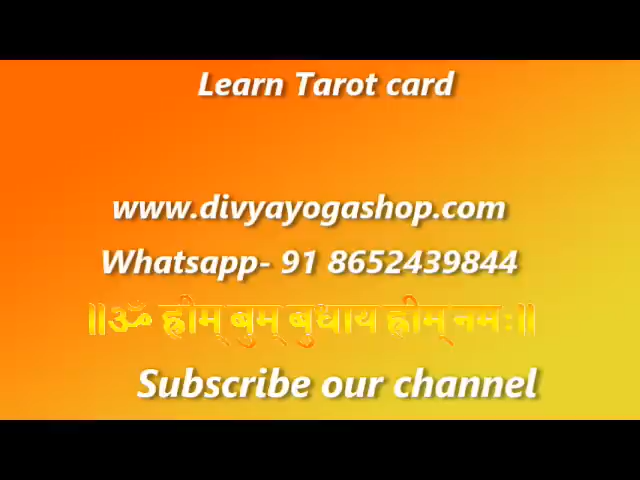 Learn Tarot card
www.divyayogashop.com
Whatsapp- 91 8652439844
॥ॐ ह्रीम् बुम् बुधाय ह्रीम् नमः॥
Subscribe our channel